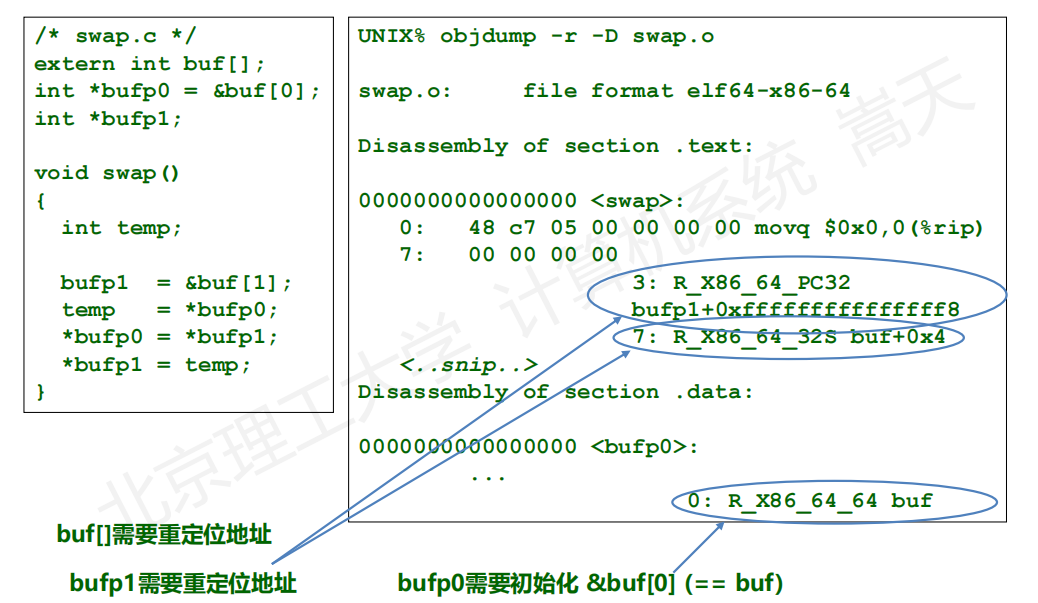 /* swap.c */
extern int buf[];
int *bufp0 = &buf[0];
int *bufp1;
void swap()
{
int temp;
bufp1 = &buf[1];
temp = *bufp0;
*bufp0 = *bufp1;
*bufp1 = temp;
}
UNIX% objdump -r -D swap.o
swap.o: file format elf64-x86-64
Disassembly of section .text:
0000000000000000 <swap>:
0: 48 c7 05 00 00 00 00 movq $0x0,0(%rip)
7: 00 00 00 00
3: R_X86_64_PC32
bufp1+0xfffffffffffffff8
7: R_X86_64_32S buf+0x4
<..snip..>
Disassembly of section .data:
0000000000000000 <bufp0>:
...
0: R_X86_64_64 buf
buf[]需要重定位地址
bufp1需要重定位地址
bufp0需要初始化 &buf[0] (== buf)
北京理工大学 计算机系统 嵩天